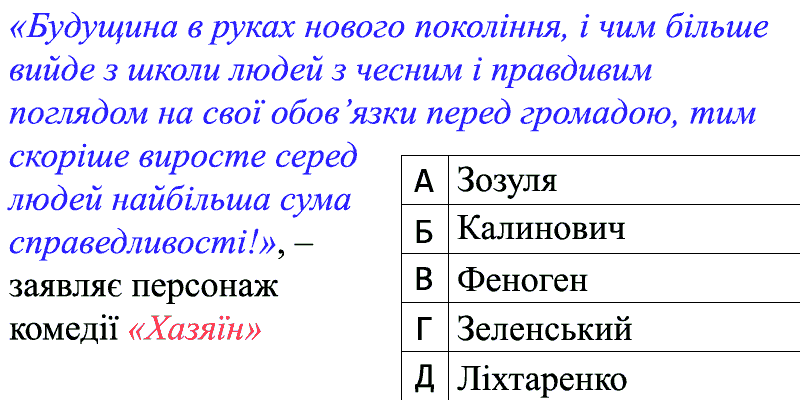 «Будущина в руках нового покоління, і чим більше
вийде з школи людей з чесним і правдивим
поглядом на свої обов’язки перед громадою, тим
скоріше виросте серед
людей найбільша сума
справедливості!», –
заявляє персонаж
комедії «Хазяїн»
А Зозуля
Б Калинович
В Феноген
Г Зеленський
Д Ліхтаренко